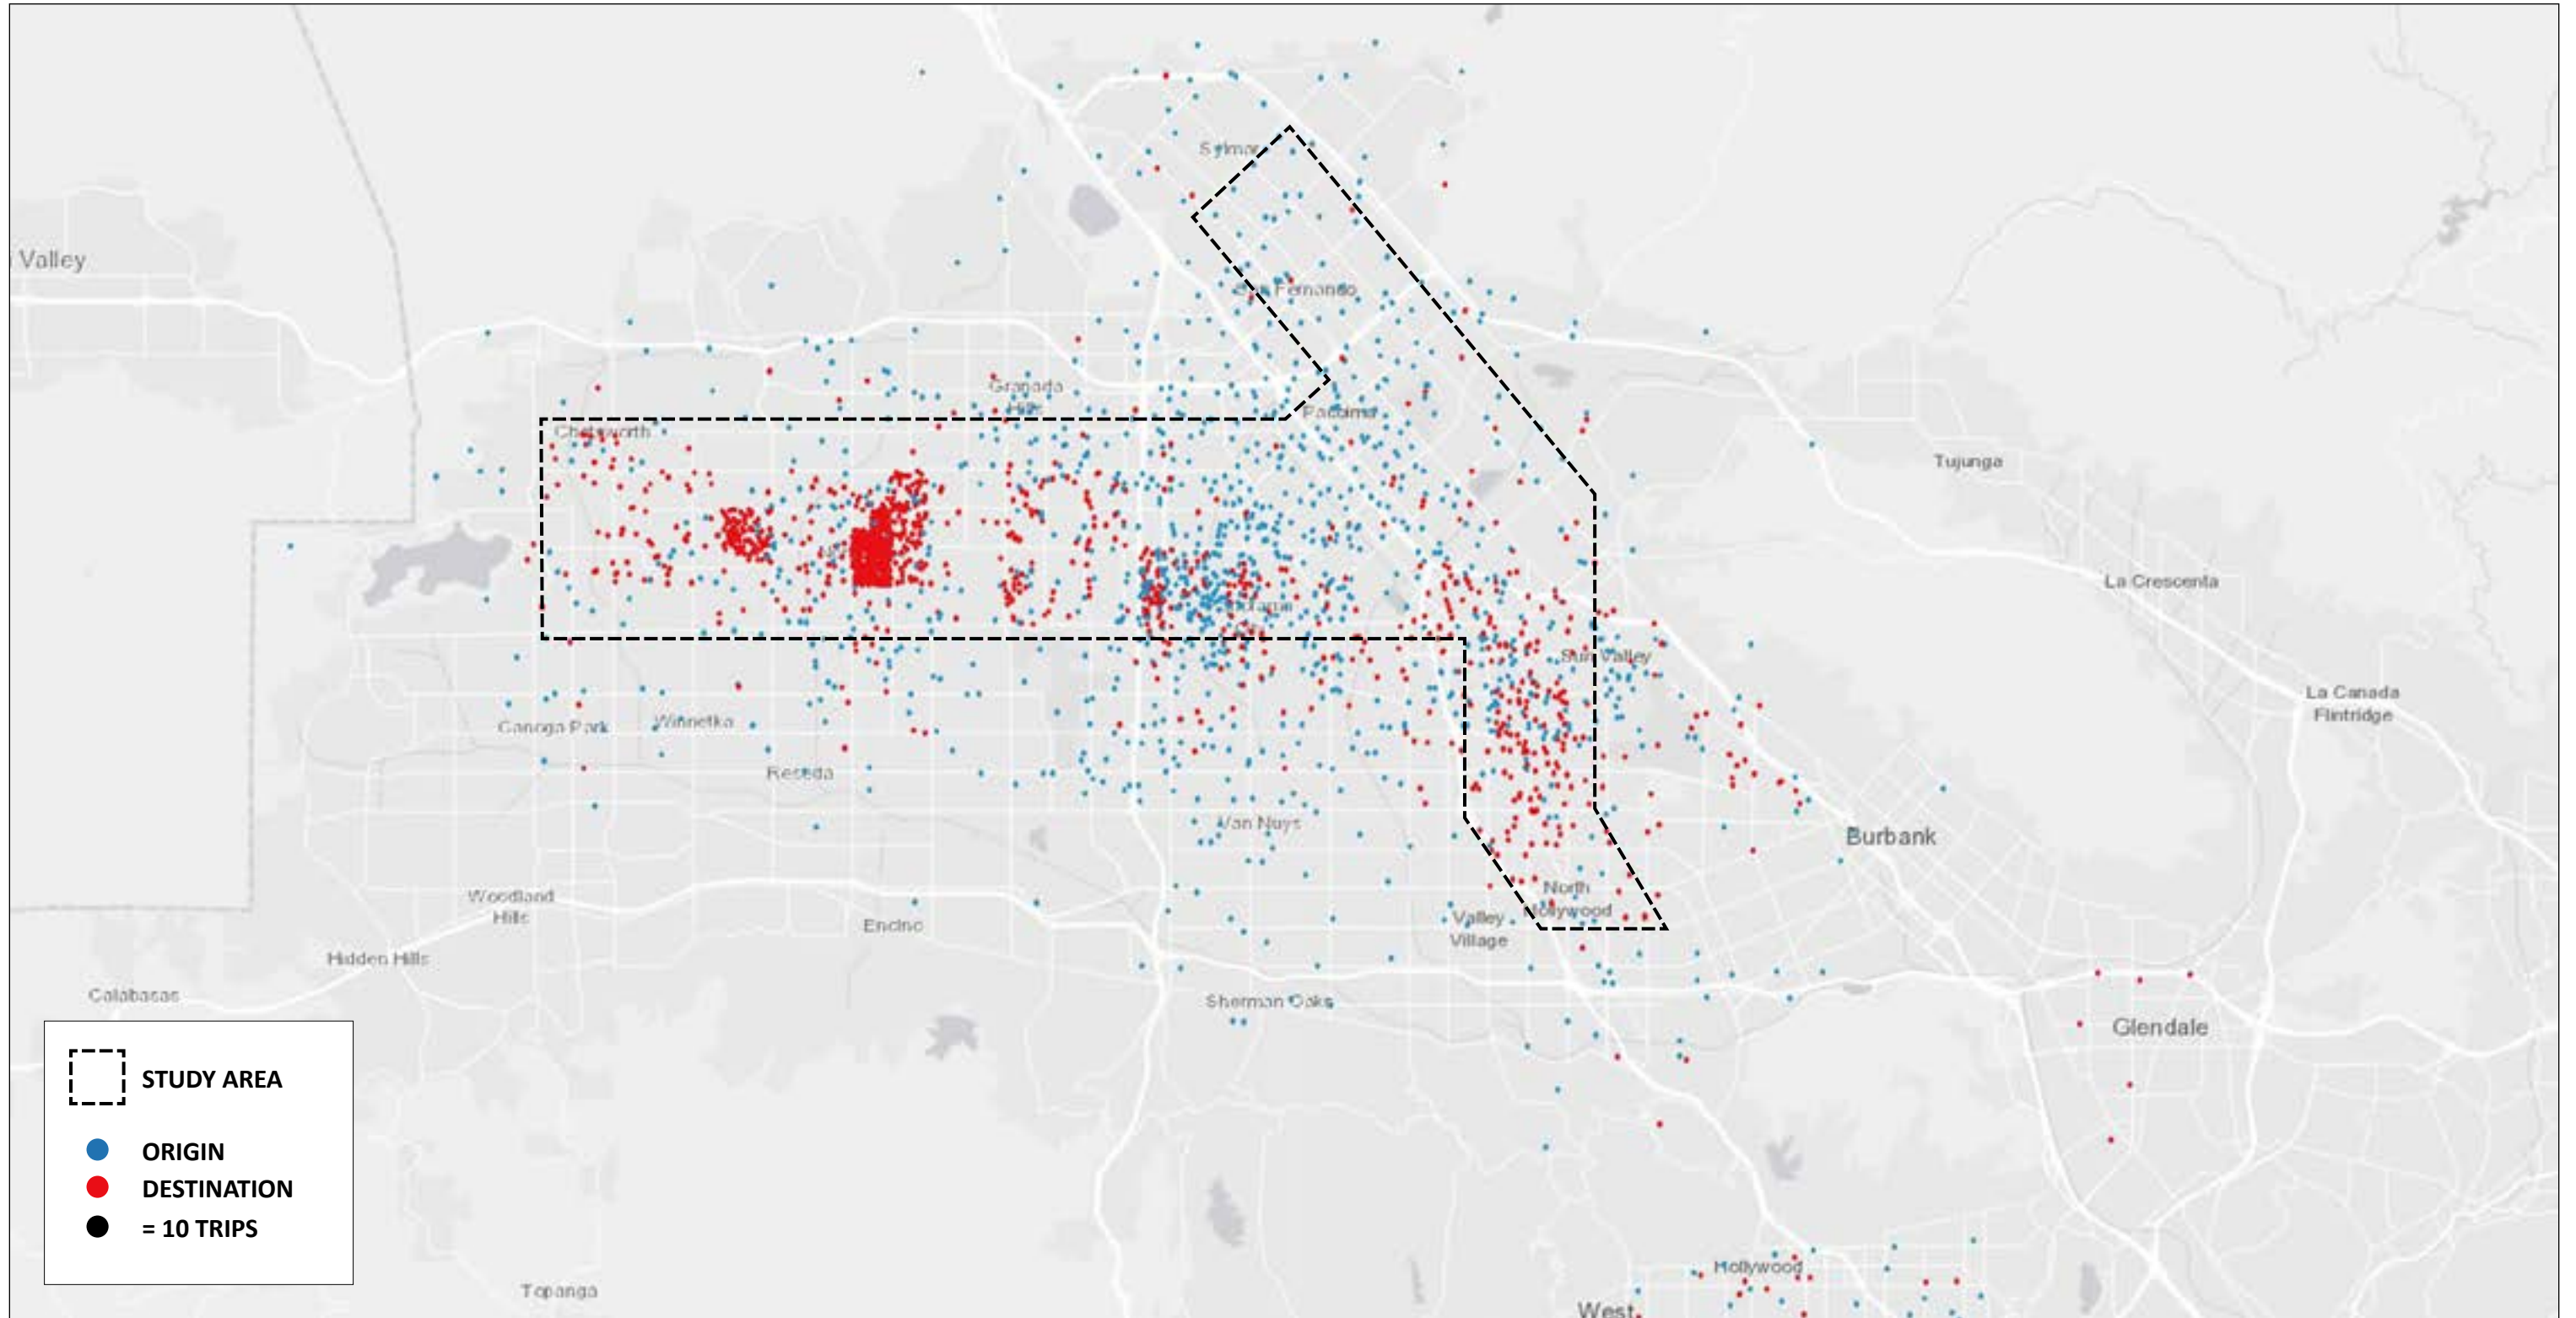 Sylmar
Valley
San Fernando
Granada
Hills
Pacoima
Chatsworth
Tujunga
La Crescenta
Sun Valley
La Canada
Flintridge
Canoga Park
Winnetka
Reseda
Van Nuys
Burbank
North
Hollywood
Woodland
Hills
Encino
Valley
Village
Hidden Hills
Calabasas
Sherman Oaks
Glendale
STUDY AREA
ORIGIN
DESTINATION
= 10 TRIPS
Hollywood
Topanga
West